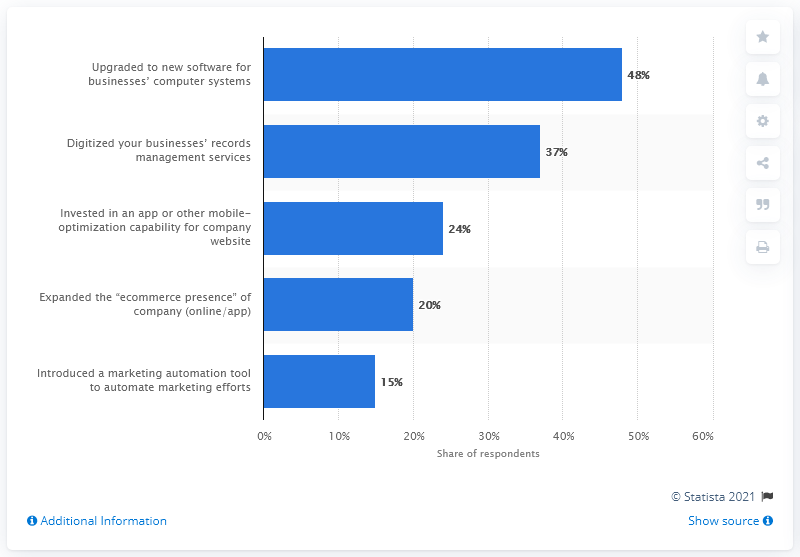 Upgraded to new software for
businesses’ computer systems
48%
Digitized your businesses’ records
management services
37%
Invested in an app or other mobile-
optimization capability for company
website
24%
Expanded the “ecommerce presence” of
company (online/app)
20%
Introduced a marketing automation tool
to automate marketing efforts
15%
0% 10% 20% 30% 40% 50% 60%
Share of respondents
© Statista 2021
Additional Information
Show source